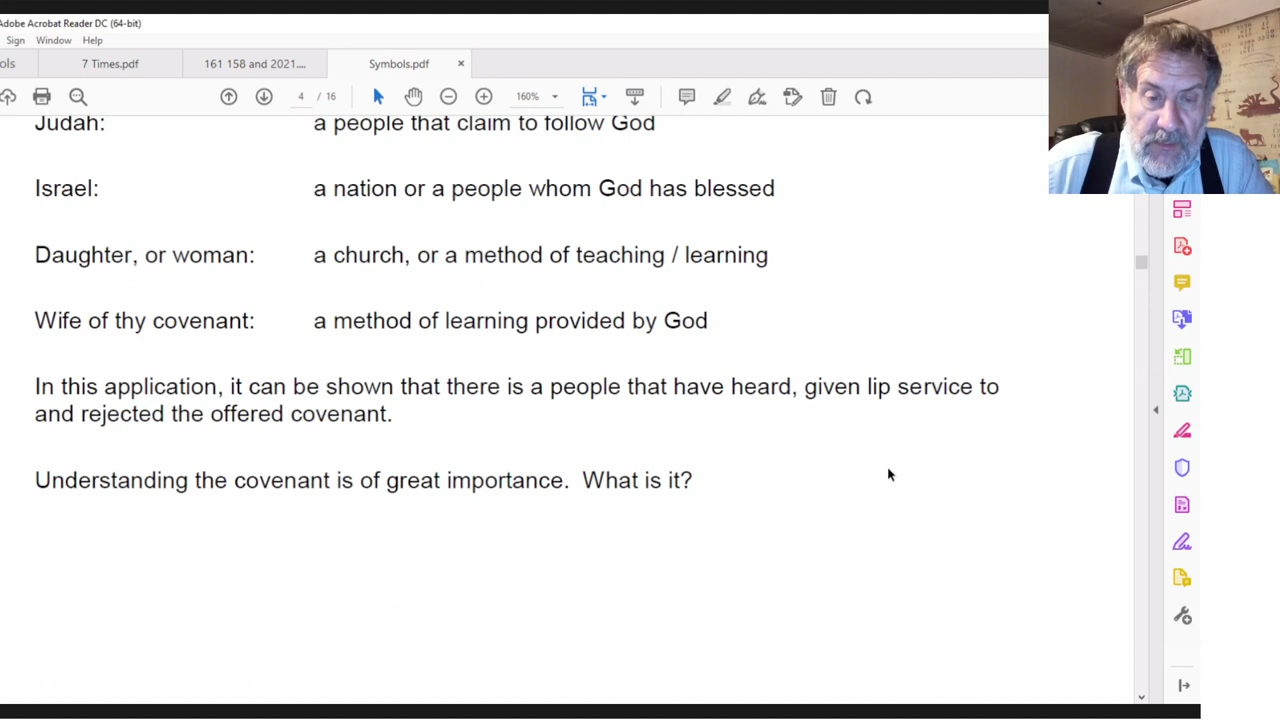 Adobe Acrobat Reader DC (64-bit)
Sign Window Help
ols 7 Times.pdf 161 158 and 2021.... Symbols.pdf ×
4 / 16 160%
Judah: a people that claim to follow God
Israel: a nation or a people whom God has blessed
Daughter, or woman: a church, or a method of teaching / learning
Wife of thy covenant: a method of learning provided by God
In this application, it can be shown that there is a people that have heard, given lip service to
and rejected the offered covenant.
Understanding the covenant is of great importance.  What is it?